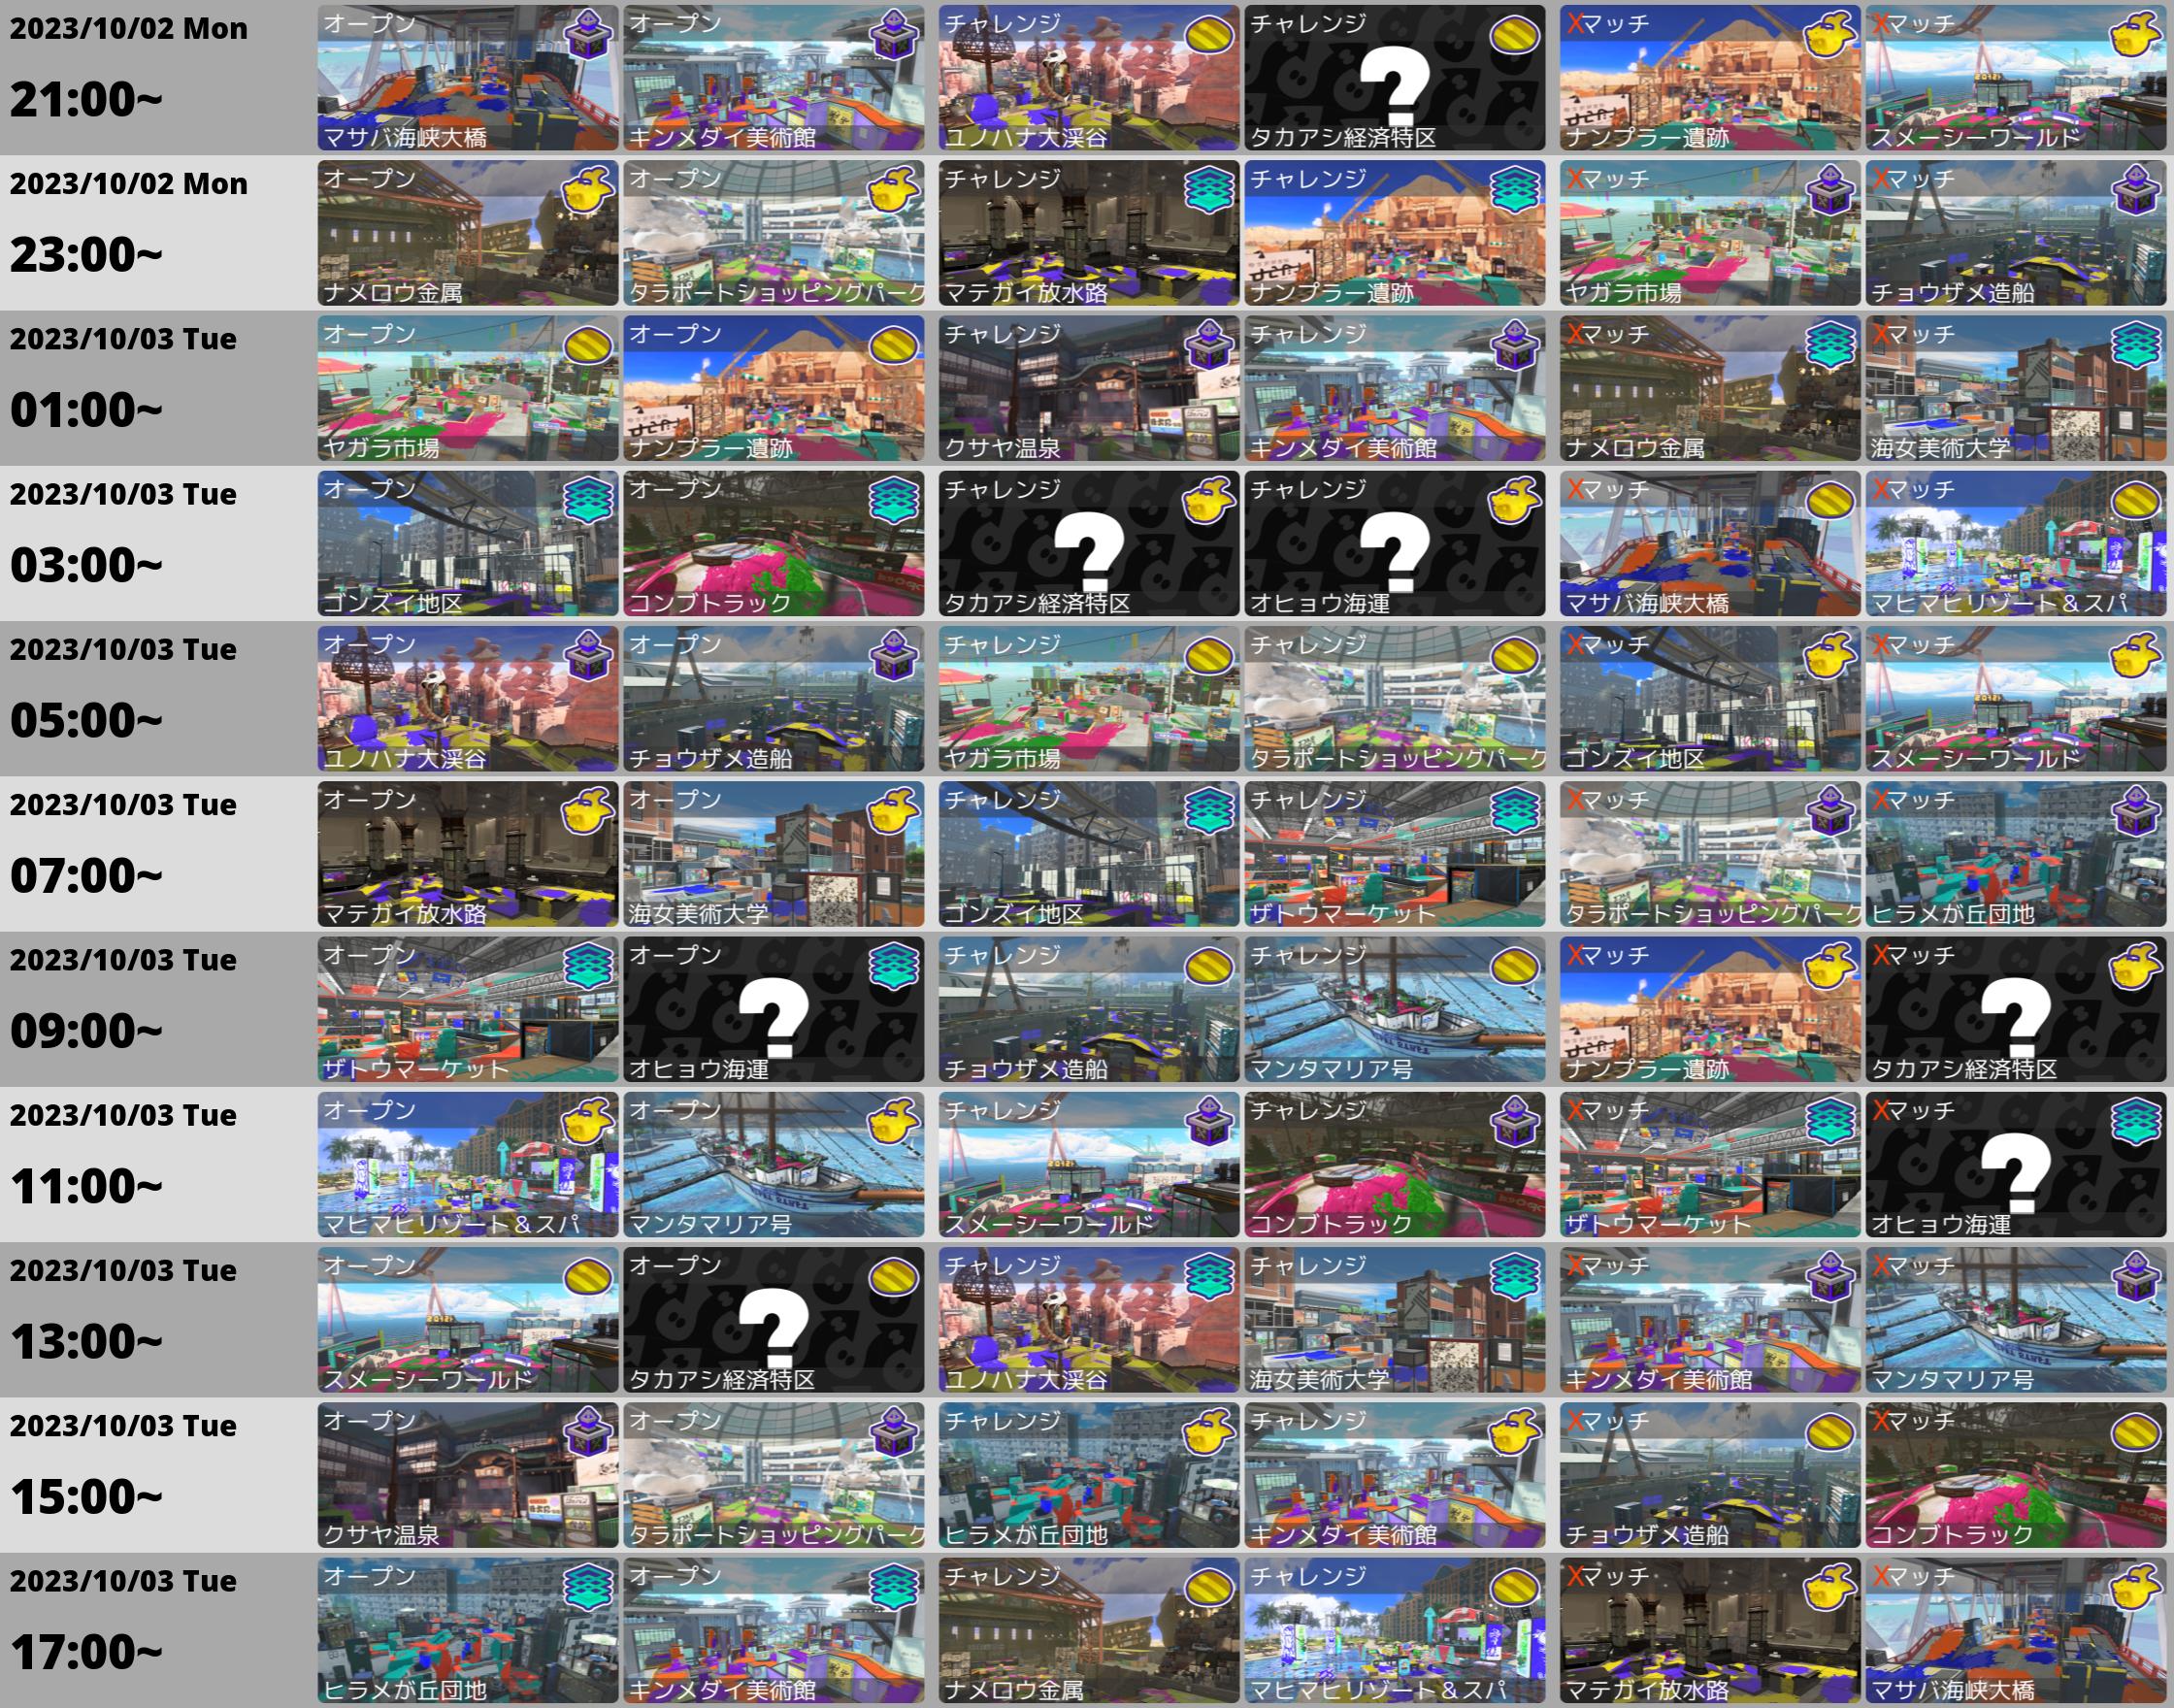 2023/10/02 Mon
21:00~
オープン オープン チャレンジ チャレンジ Xマッチ Xマッチ
マサバ海峡大橋 キンメダイ美術館 ユノハナ大渓谷 タカアシ経済特区 ナンプラー遺跡 スメーシーワールド
2023/10/02 Mon
23:00~
オープン オープン チャレンジ チャレンジ Xマッチ Xマッチ
ナメロウ金属 タラポートショッピングパーク マテガイ放水路 ナンプラー遺跡 ヤガラ市場 チョウザメ造船
2023/10/03 Tue
01:00~
オープン オープン チャレンジ チャレンジ Xマッチ Xマッチ
ヤガラ市場 ナンプラー遺跡 クサヤ温泉 キンメダイ美術館 ナメロウ金属 海女美術大学
2023/10/03 Tue
03:00~
オープン オープン チャレンジ チャレンジ Xマッチ Xマッチ
ゴンズイ地区 コンブトラック タカアシ経済特区 オヒョウ海運 マサバ海峡大橋 マヒマヒリゾート＆スパ
2023/10/03 Tue
05:00~
オープン オープン チャレンジ チャレンジ Xマッチ Xマッチ
ユノハナ大渓谷 チョウザメ造船 ヤガラ市場 タラポートショッピングパーク ゴンズイ地区 スメーシーワールド
2023/10/03 Tue
07:00~
オープン オープン チャレンジ チャレンジ Xマッチ Xマッチ
マテガイ放水路 海女美術大学 ゴンズイ地区 ザトウマーケット タラポートショッピングパーク ヒラメが丘団地
2023/10/03 Tue
09:00~
オープン オープン チャレンジ チャレンジ Xマッチ Xマッチ
ザトウマーケット オヒョウ海運 チョウザメ造船 マンタマリア号 ナンプラー遺跡 タカアシ経済特区
2023/10/03 Tue
11:00~
オープン オープン チャレンジ チャレンジ Xマッチ Xマッチ
マヒマヒリゾート＆スパ マンタマリア号 スメーシーワールド コンブトラック ザトウマーケット オヒョウ海運
2023/10/03 Tue
13:00~
オープン オープン チャレンジ チャレンジ Xマッチ Xマッチ
スメーシーワールド タカアシ経済特区 ユノハナ大渓谷 海女美術大学 キンメダイ美術館 マンタマリア号
2023/10/03 Tue
15:00~
オープン オープン チャレンジ チャレンジ Xマッチ Xマッチ
クサヤ温泉 タラポートショッピングパーク ヒラメが丘団地 キンメダイ美術館 チョウザメ造船 コンブトラック
2023/10/03 Tue
17:00~
オープン オープン チャレンジ チャレンジ Xマッチ Xマッチ
ヒラメが丘団地 キンメダイ美術館 ナメロウ金属 マヒマヒリゾート＆スパ マテガイ放水路 マサバ海峡大橋